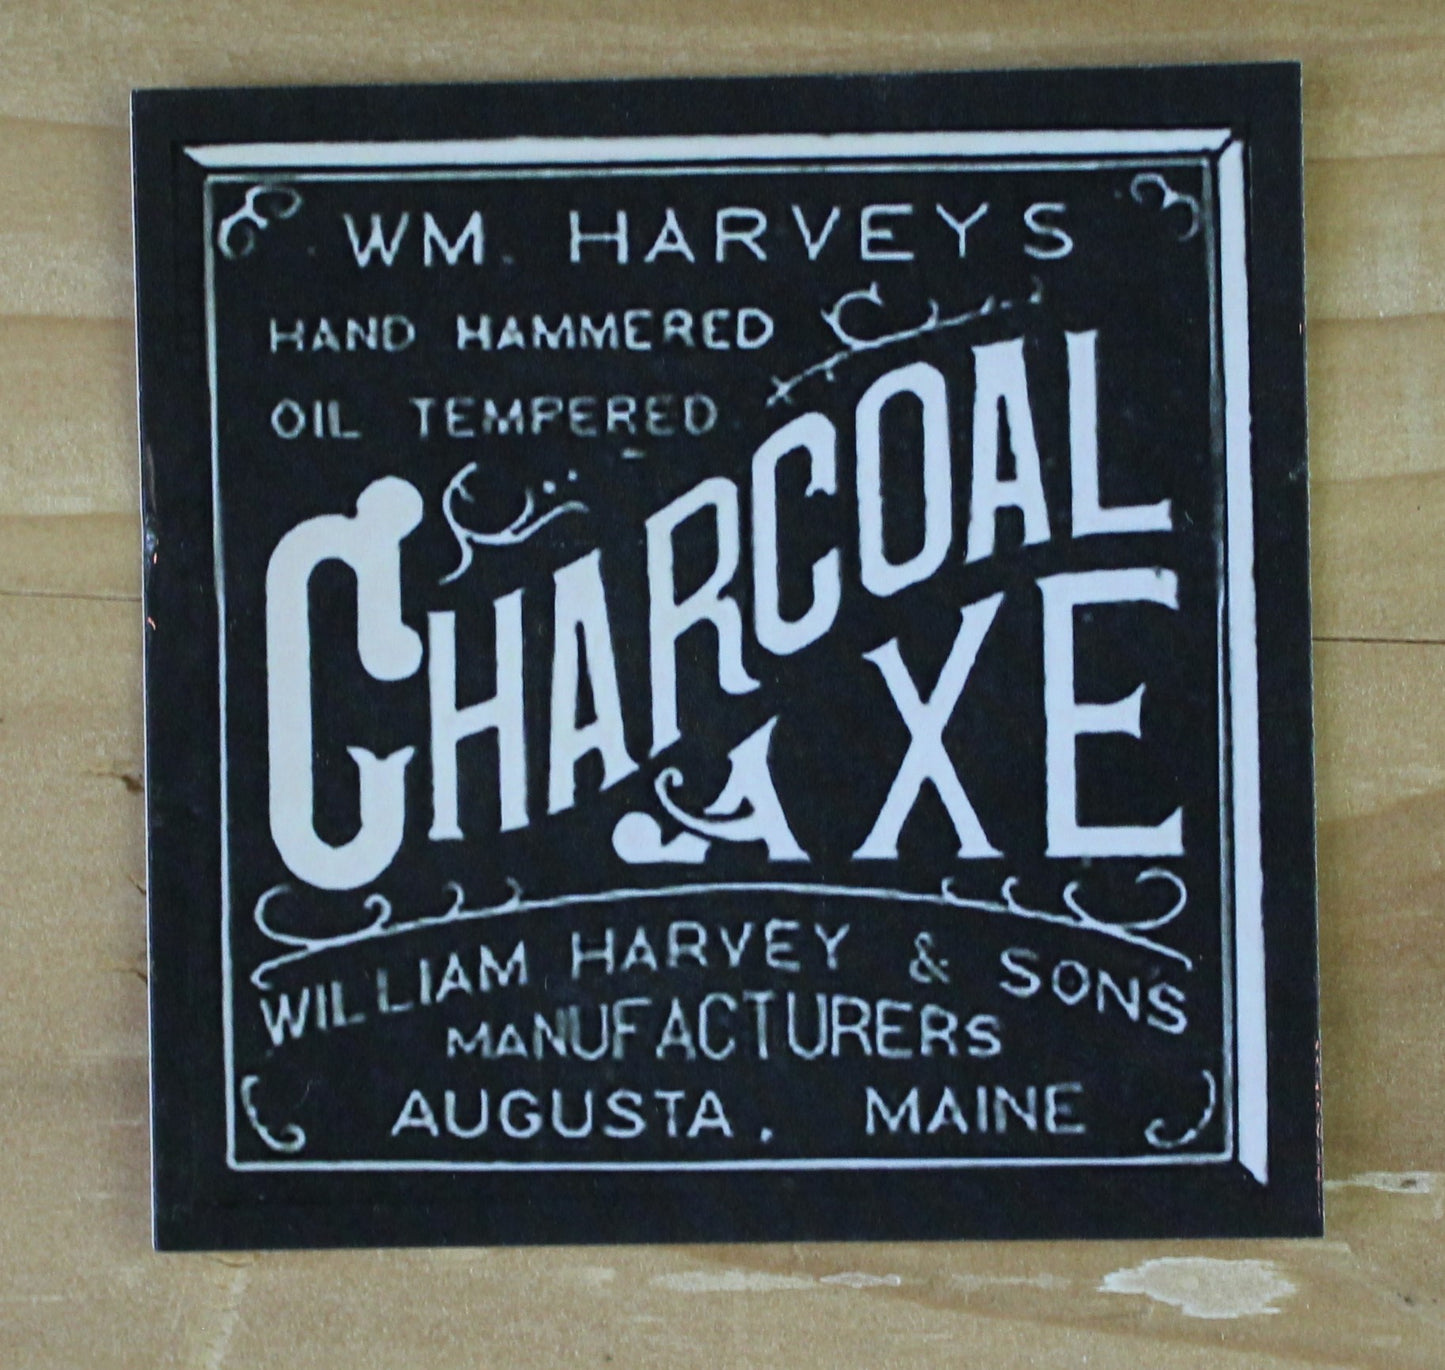 WM. HARVEYS
HAND HAMMERED
OIL TEMPERED
CHARCOAL
AXE
WILLIAM HARVEY & SONS
MANUFACTURERS
AUGUSTA, MAINE